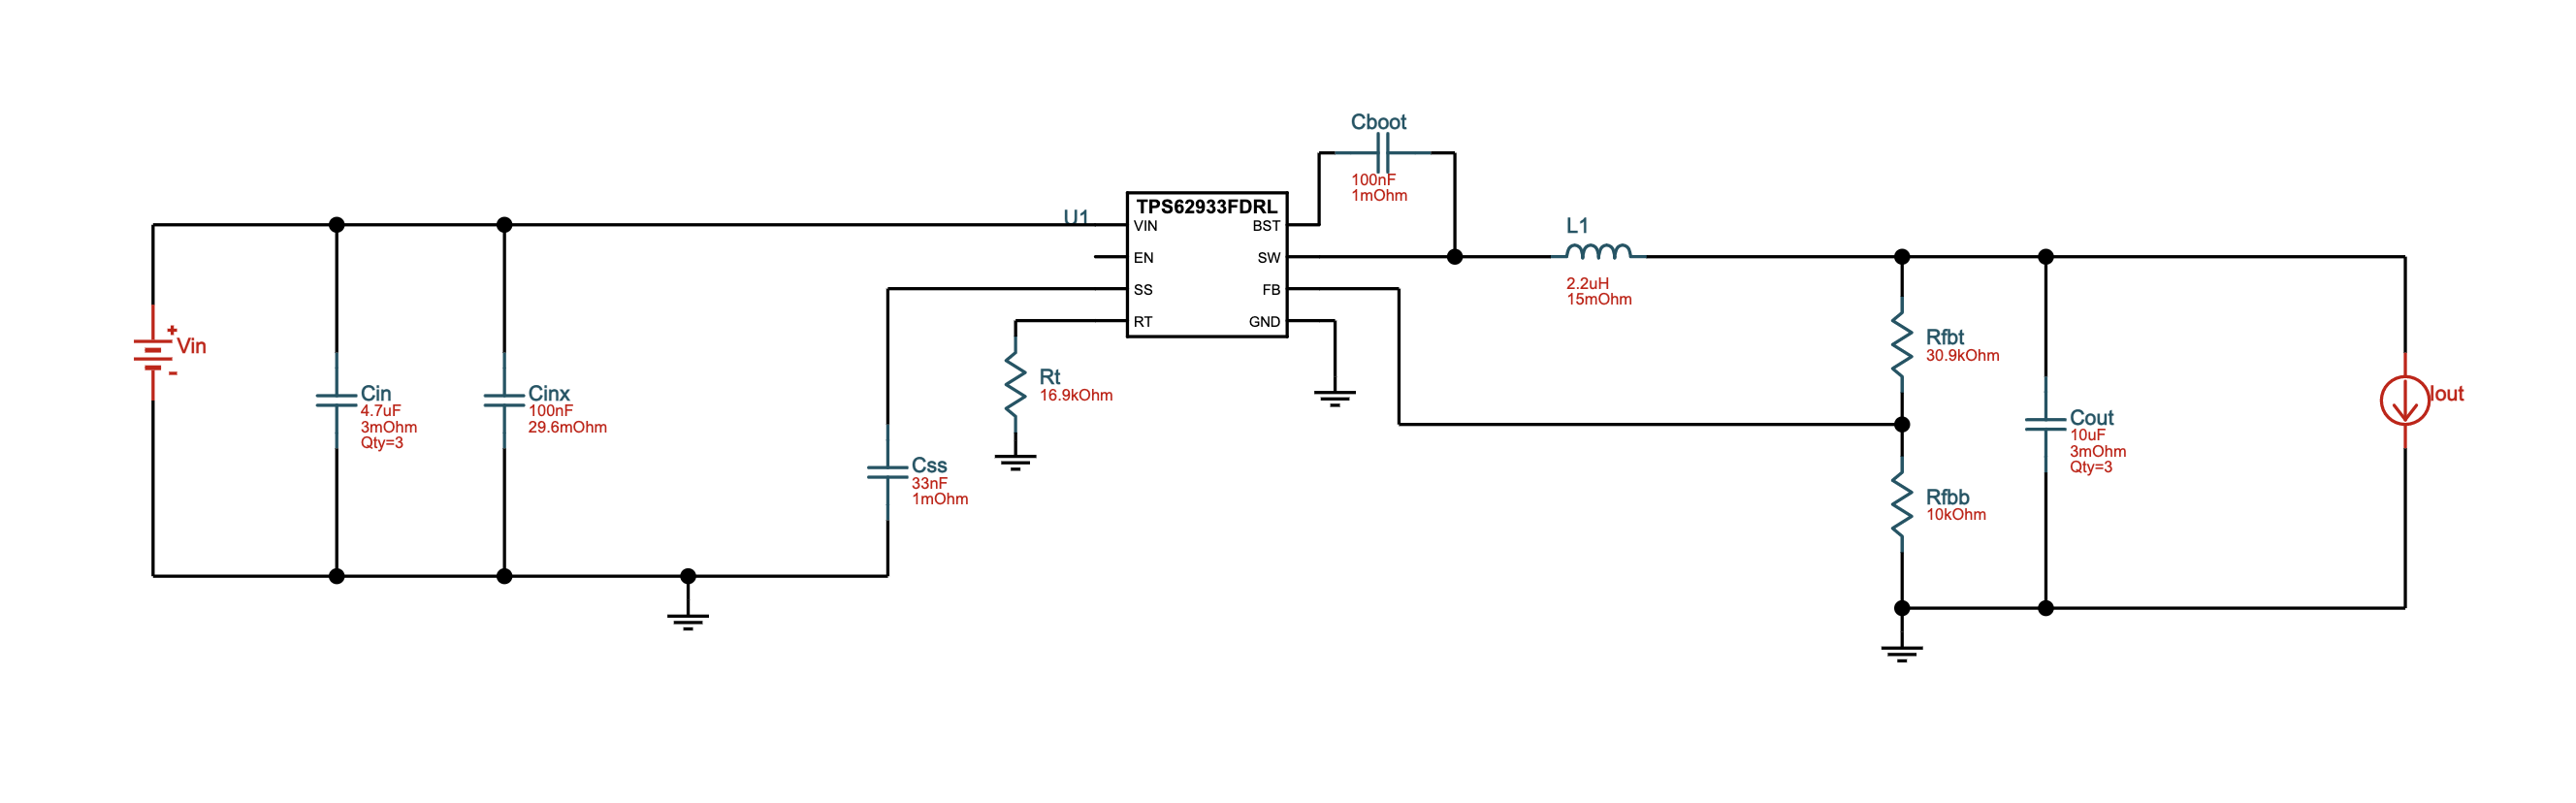 Cboot
100nF
1mOhm
U1
TPS62933FDRL
VIN
BST
EN
SW
SS
FB
RT
GND
L1
2.2uH
15mOhm
+
Vin
-
Cin
4.7uF
3mOhm
Qty=3
Cinx
100nF
29.6mOhm
Rt
16.9kOhm
Css
33nF
1mOhm
Rfbt
30.9kOhm
Rfbb
10kOhm
Cout
10uF
3mOhm
Qty=3
Iout